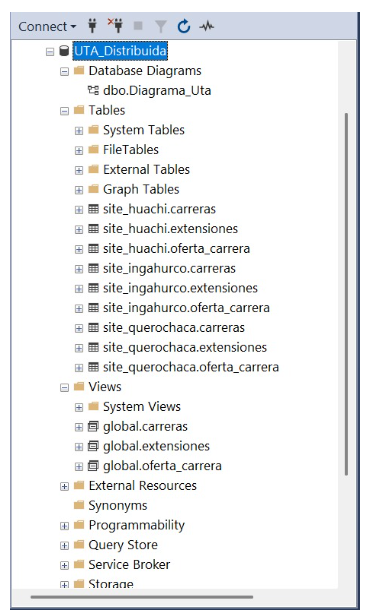 Connect
UTA_Distribuida
Database Diagrams
dbo.Diagrama_Uta
Tables
System Tables
FileTables
External Tables
Graph Tables
site_huachi.carreras
site_huachi.extensiones
site_huachi.oferta_carrera
site_ingahurco.carreras
site_ingahurco.extensiones
site_ingahurco.oferta_carrera
site_querochaca.carreras
site_querochaca.extensiones
site_querochaca.oferta_carrera
Views
System Views
global.carreras
global.extensiones
global.oferta_carrera
External Resources
Synonyms
Programmability
Query Store
Service Broker
Storage